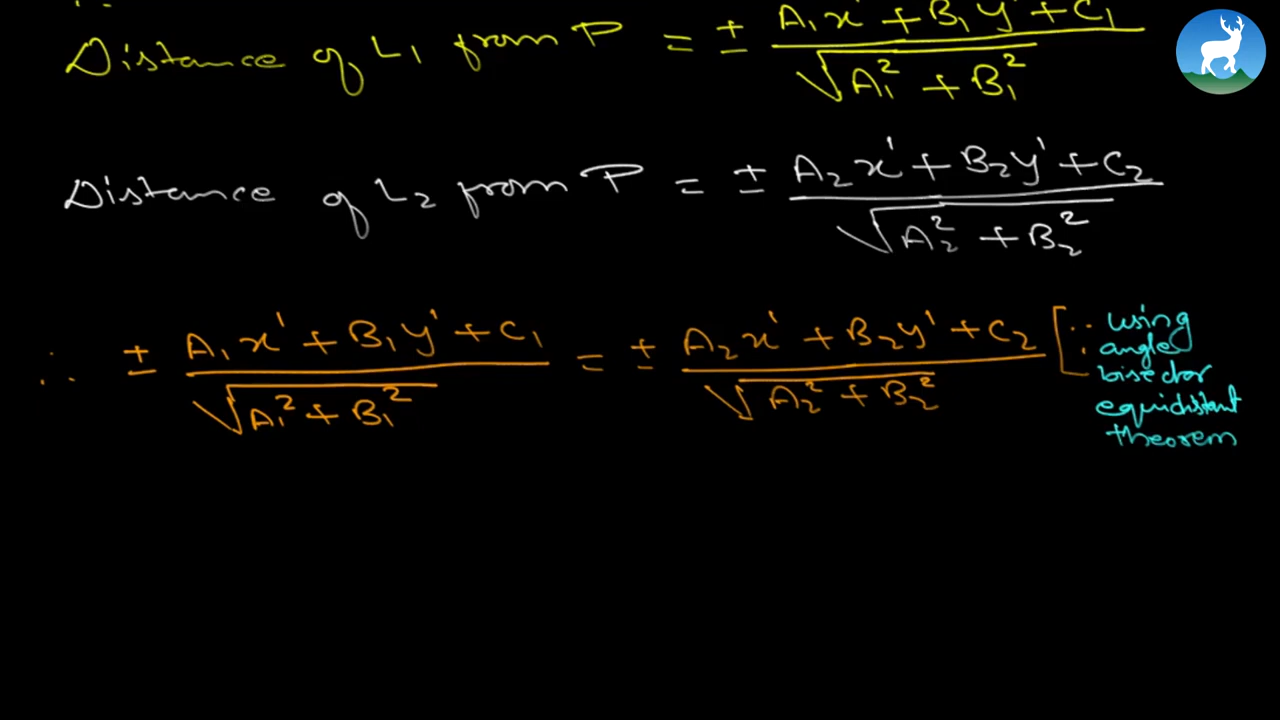 ∴
Distance of L₁ from P = ± A₁x' + B₁y' + C₁ / √A₁² + B₁²
Distance of L₂ from P = ± A₂x' + B₂y' + C₂ / √A₂² + B₂²
∴ ± A₁x' + B₁y' + C₁ / √A₁² + B₁² = ± A₂x' + B₂y' + C₂ / √A₂² + B₂² [∵ using
angle
bisector
equidistant
theorem